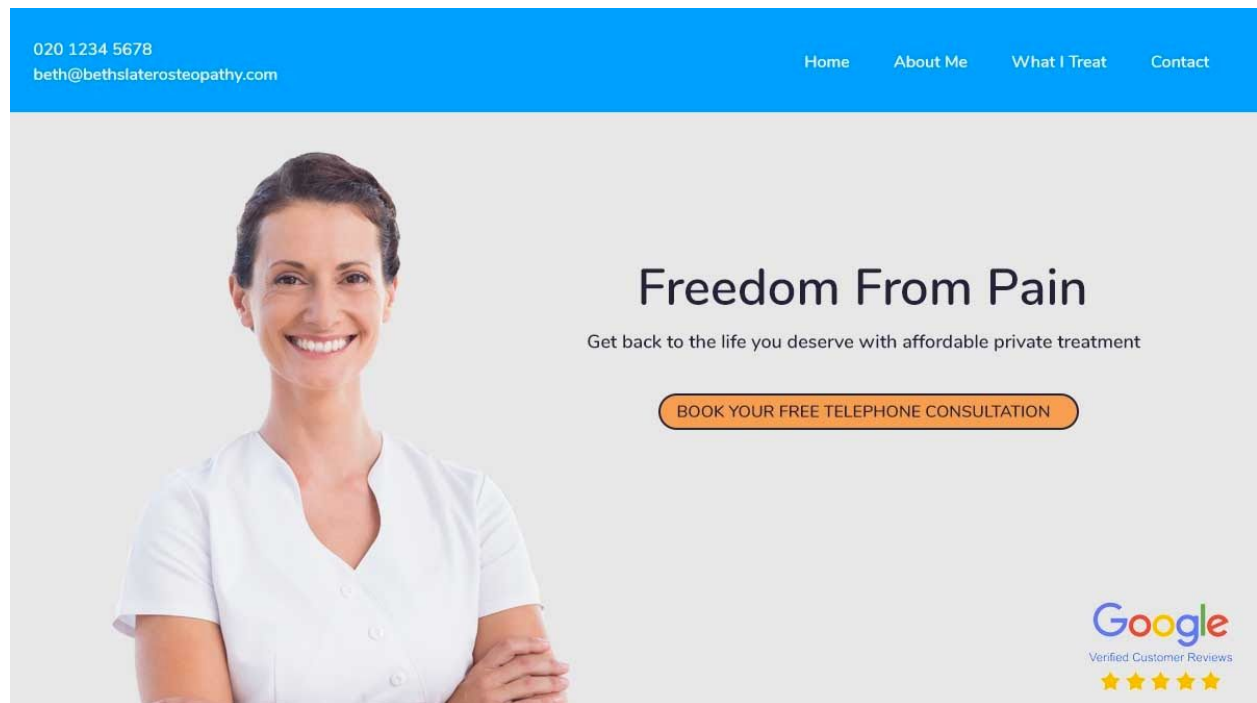 020 1234 5678
beth@bethslaterosteopathy.com
Home About Me What I Treat Contact
Freedom From Pain
Get back to the life you deserve with affordable private treatment
BOOK YOUR FREE TELEPHONE CONSULTATION
Google
Verified Customer Reviews